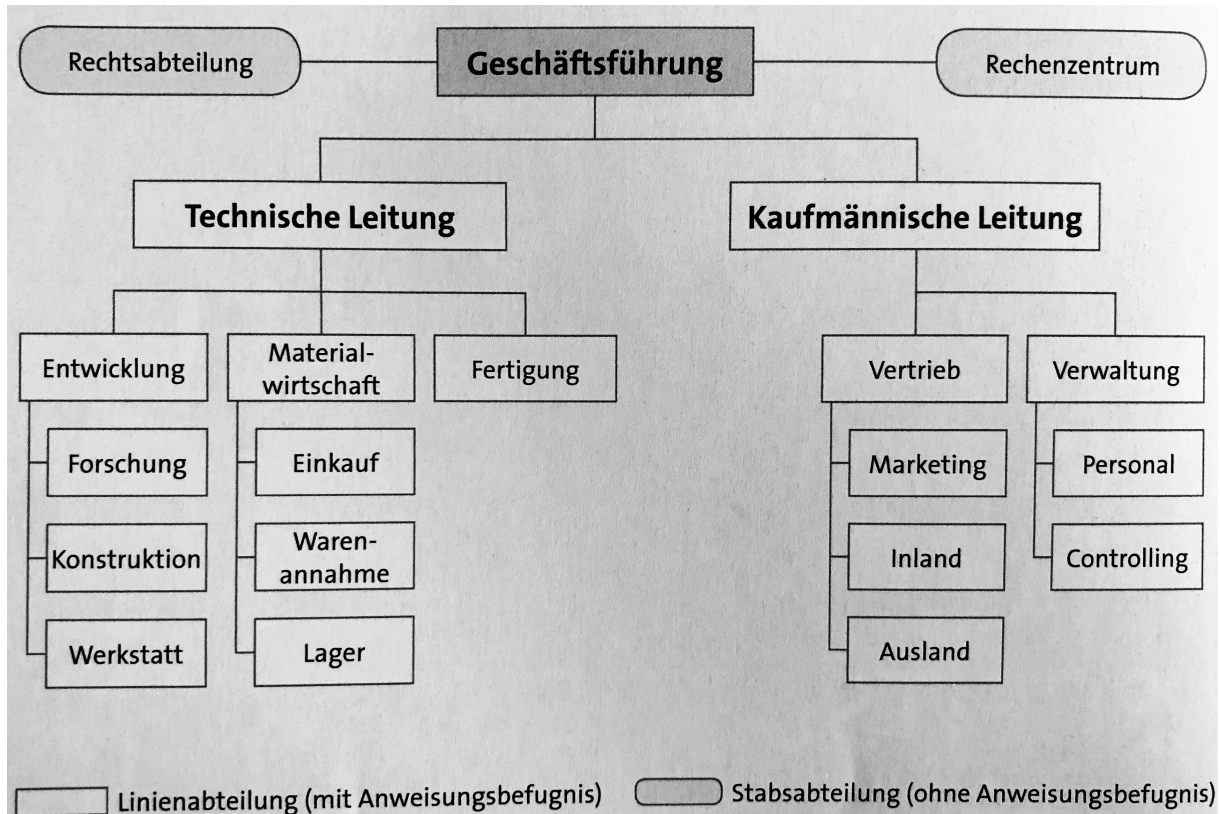 Rechtsabteilung
Geschäftsführung
Rechenzentrum
Technische Leitung
Kaufmännische Leitung
Entwicklung
Material-
wirtschaft
Fertigung
Vertrieb
Verwaltung
Forschung
Einkauf
Marketing
Personal
Konstruktion
Waren-
annahme
Inland
Controlling
Werkstatt
Lager
Ausland
Linienabteilung (mit Anweisungsbefugnis)
Stabsabteilung (ohne Anweisungsbefugnis)